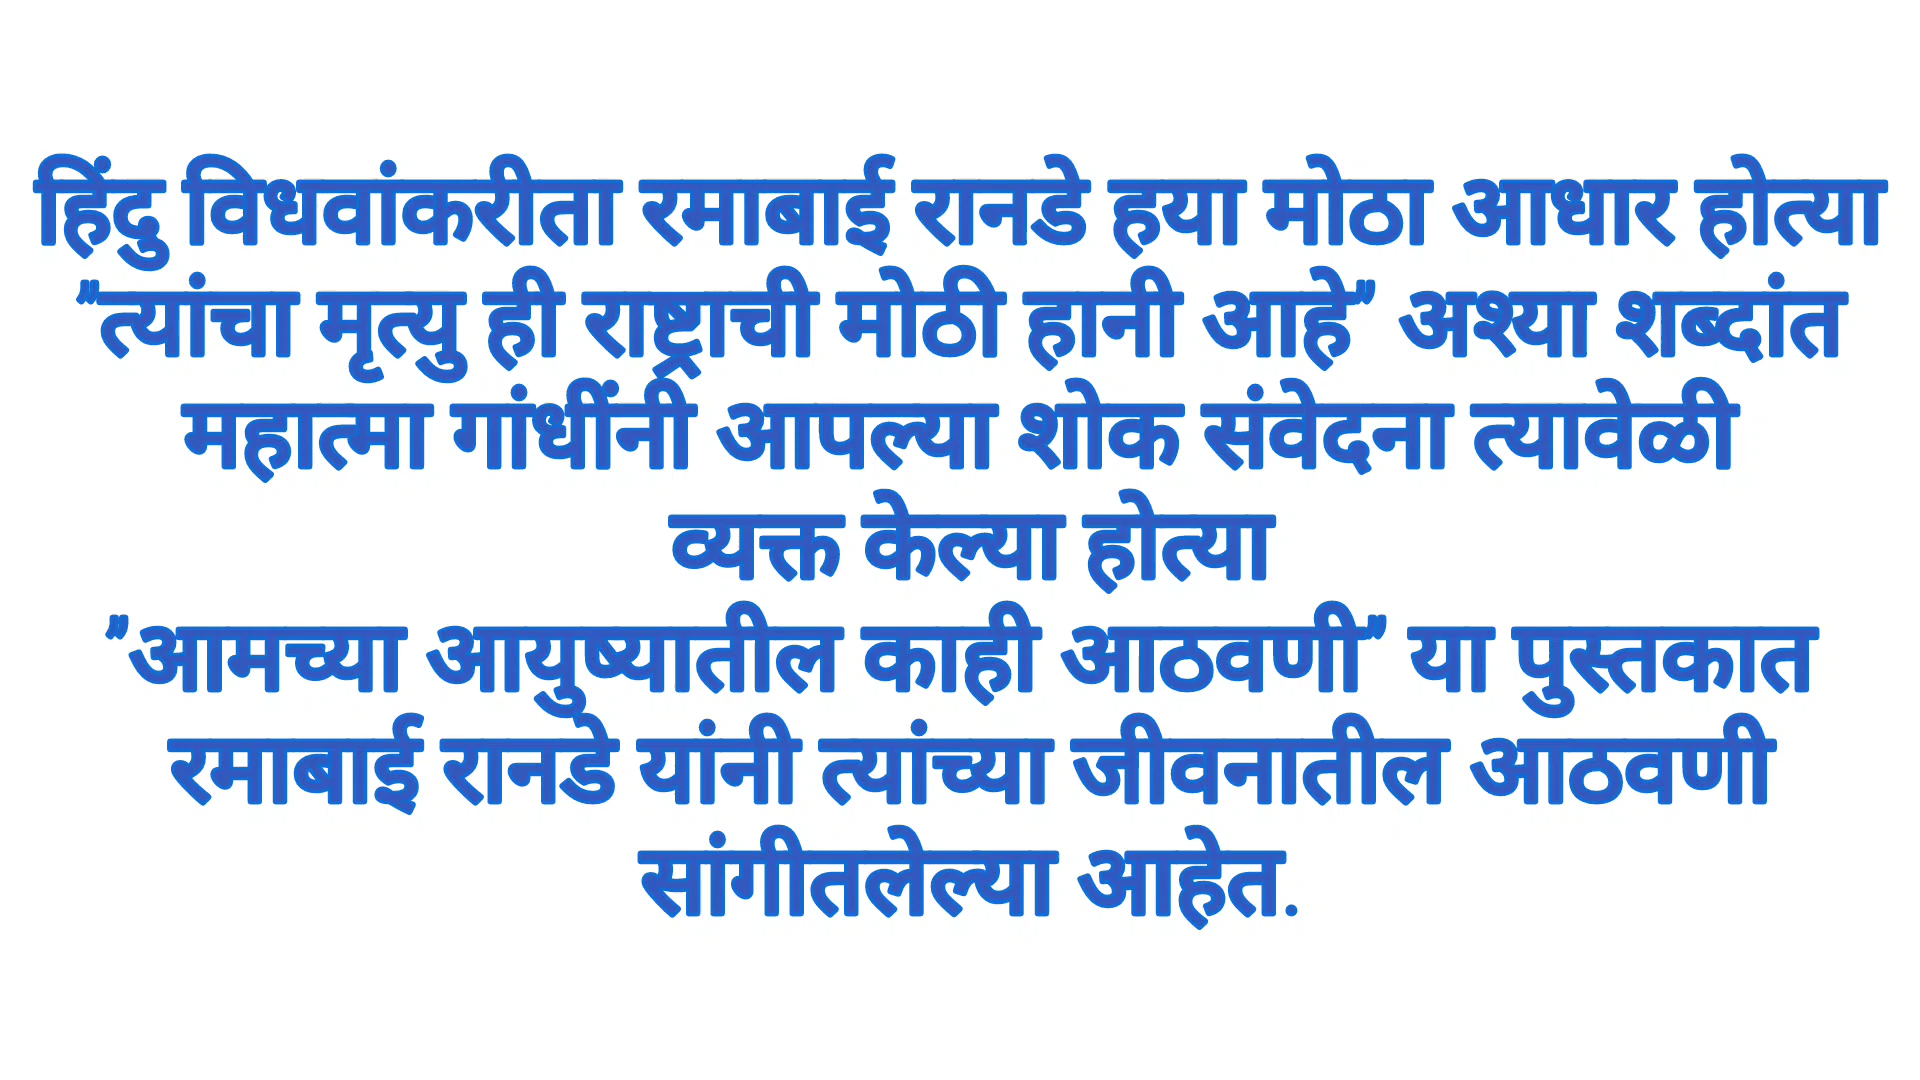 हिंदु विधवांकरीता रमाबाई रानडे हया मोठा आधार होत्या
"त्यांचा मृत्यु ही राष्ट्राची मोठी हानी आहे" अश्या शब्दांत
महात्मा गांधींनी आपल्या शोक संवेदना त्यावेळी
व्यक्त केल्या होत्या
"आमच्या आयुष्यातील काही आठवणी" या पुस्तकात
रमाबाई रानडे यांनी त्यांच्या जीवनातील आठवणी
सांगीतलेल्या आहेत.